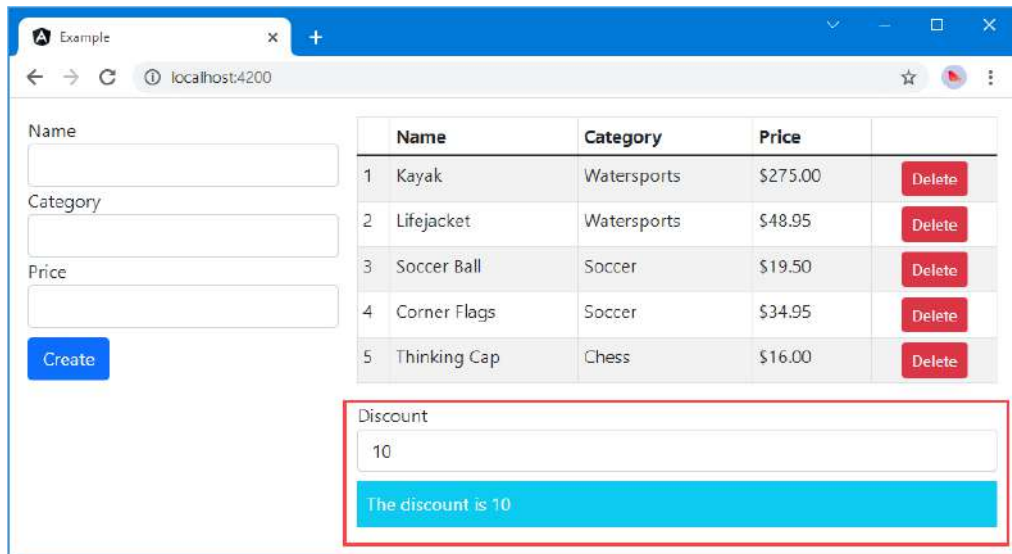 Example
localhost:4200
Name
Category
Price
Create
Name Category Price
1 Kayak Watersports $275.00 Delete
2 Lifejacket Watersports $48.95 Delete
3 Soccer Ball Soccer $19.50 Delete
4 Corner Flags Soccer $34.95 Delete
5 Thinking Cap Chess $16.00 Delete
Discount
10
The discount is 10